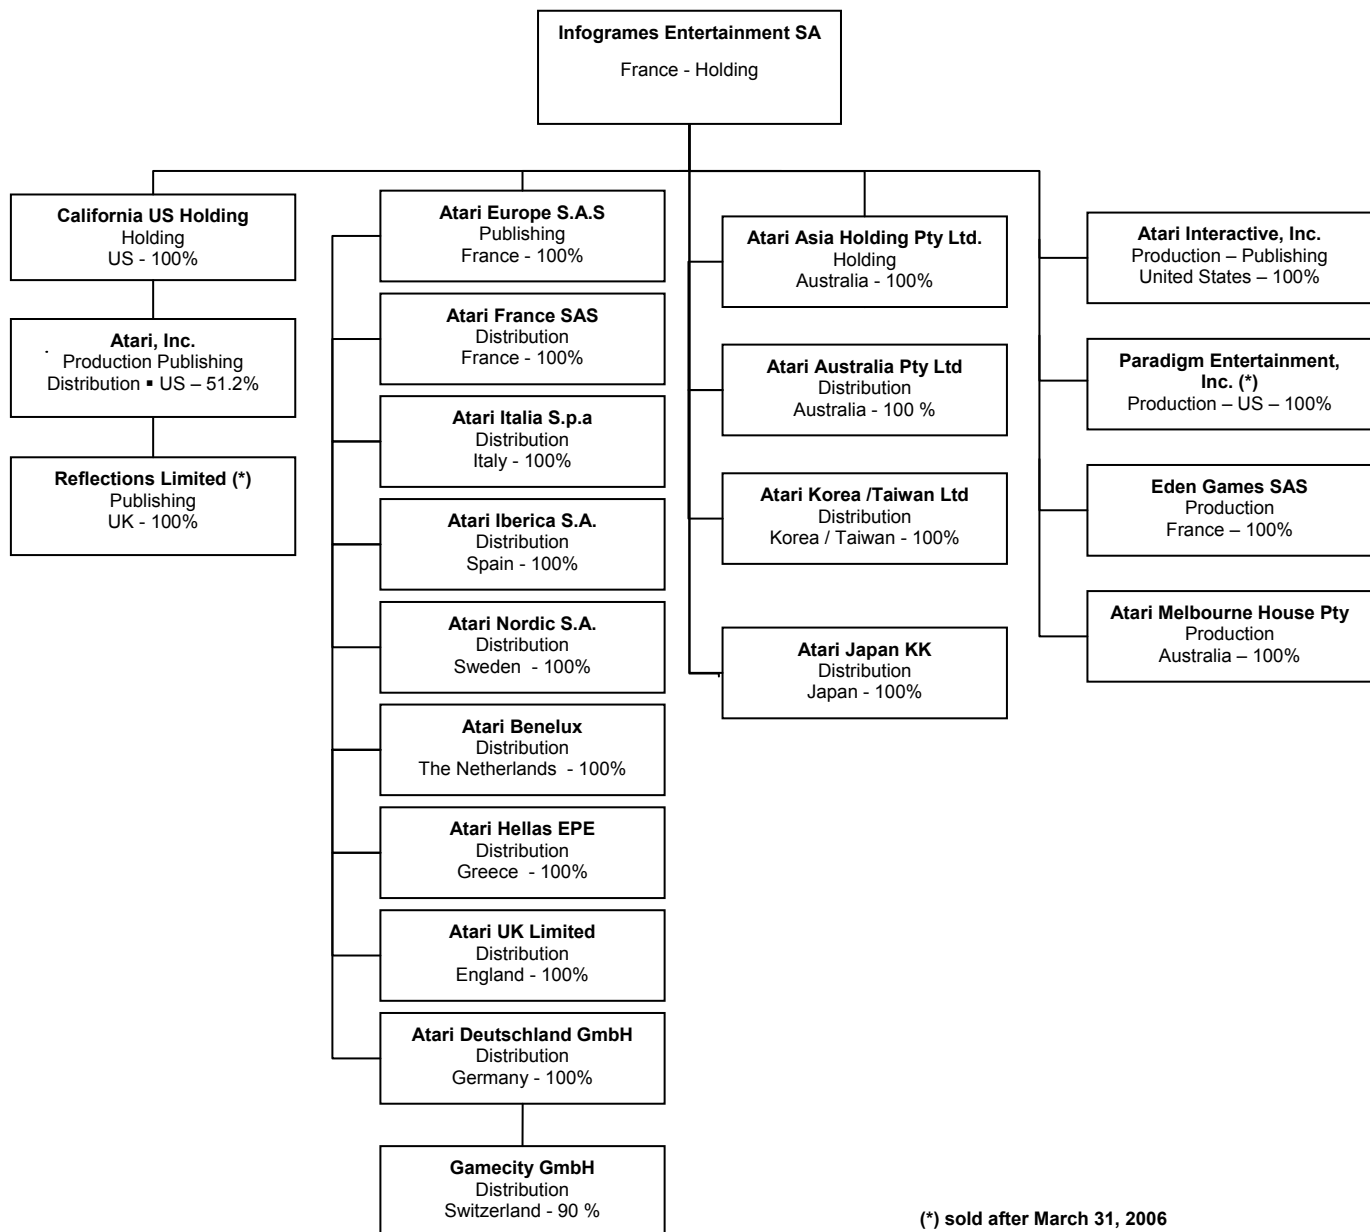 Infogrames Entertainment SA
France - Holding
California US Holding
Holding
US - 100%
Atari, Inc.
Production Publishing
Distribution ▪ US – 51.2%
Reflections Limited (*)
Publishing
UK - 100%
Atari Europe S.A.S
Publishing
France - 100%
Atari France SAS
Distribution
France - 100%
Atari Italia S.p.a
Distribution
Italy - 100%
Atari Iberica S.A.
Distribution
Spain - 100%
Atari Nordic S.A.
Distribution
Sweden - 100%
Atari Benelux
Distribution
The Netherlands - 100%
Atari Hellas EPE
Distribution
Greece - 100%
Atari UK Limited
Distribution
England - 100%
Atari Deutschland GmbH
Distribution
Germany - 100%
Gamecity GmbH
Distribution
Switzerland - 90 %
Atari Asia Holding Pty Ltd.
Holding
Australia - 100%
Atari Australia Pty Ltd
Distribution
Australia - 100 %
Atari Korea /Taiwan Ltd
Distribution
Korea / Taiwan - 100%
Atari Japan KK
Distribution
Japan - 100%
Atari Interactive, Inc.
Production – Publishing
United States – 100%
Paradigm Entertainment,
Inc. (*)
Production – US – 100%
Eden Games SAS
Production
France – 100%
Atari Melbourne House Pty
Production
Australia – 100%
(*) sold after March 31, 2006